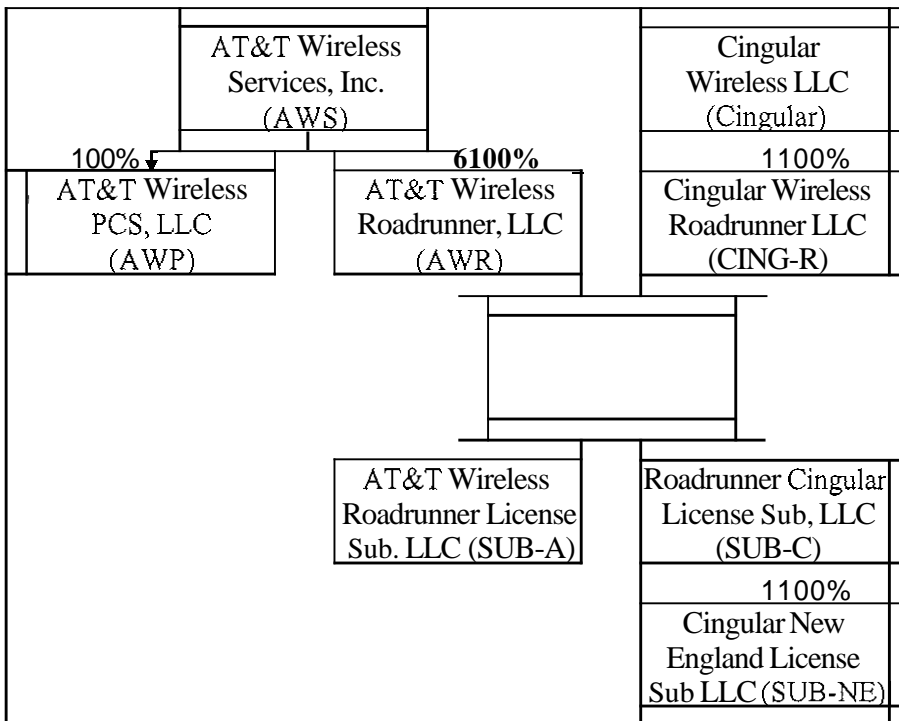 AT&T Wireless
Services, Inc.
(AWS)
Cingular
Wireless LLC
(Cingular)
100%
6100%
1100%
AT&T Wireless
PCS, LLC
(AWP)
AT&T Wireless
Roadrunner, LLC
(AWR)
Cingular Wireless
Roadrunner LLC
(CING-R)
AT&T Wireless
Roadrunner License
Sub. LLC (SUB-A)
Roadrunner Cingular
License Sub, LLC
(SUB-C)
1100%
Cingular New
England License
Sub LLC (SUB-NE)